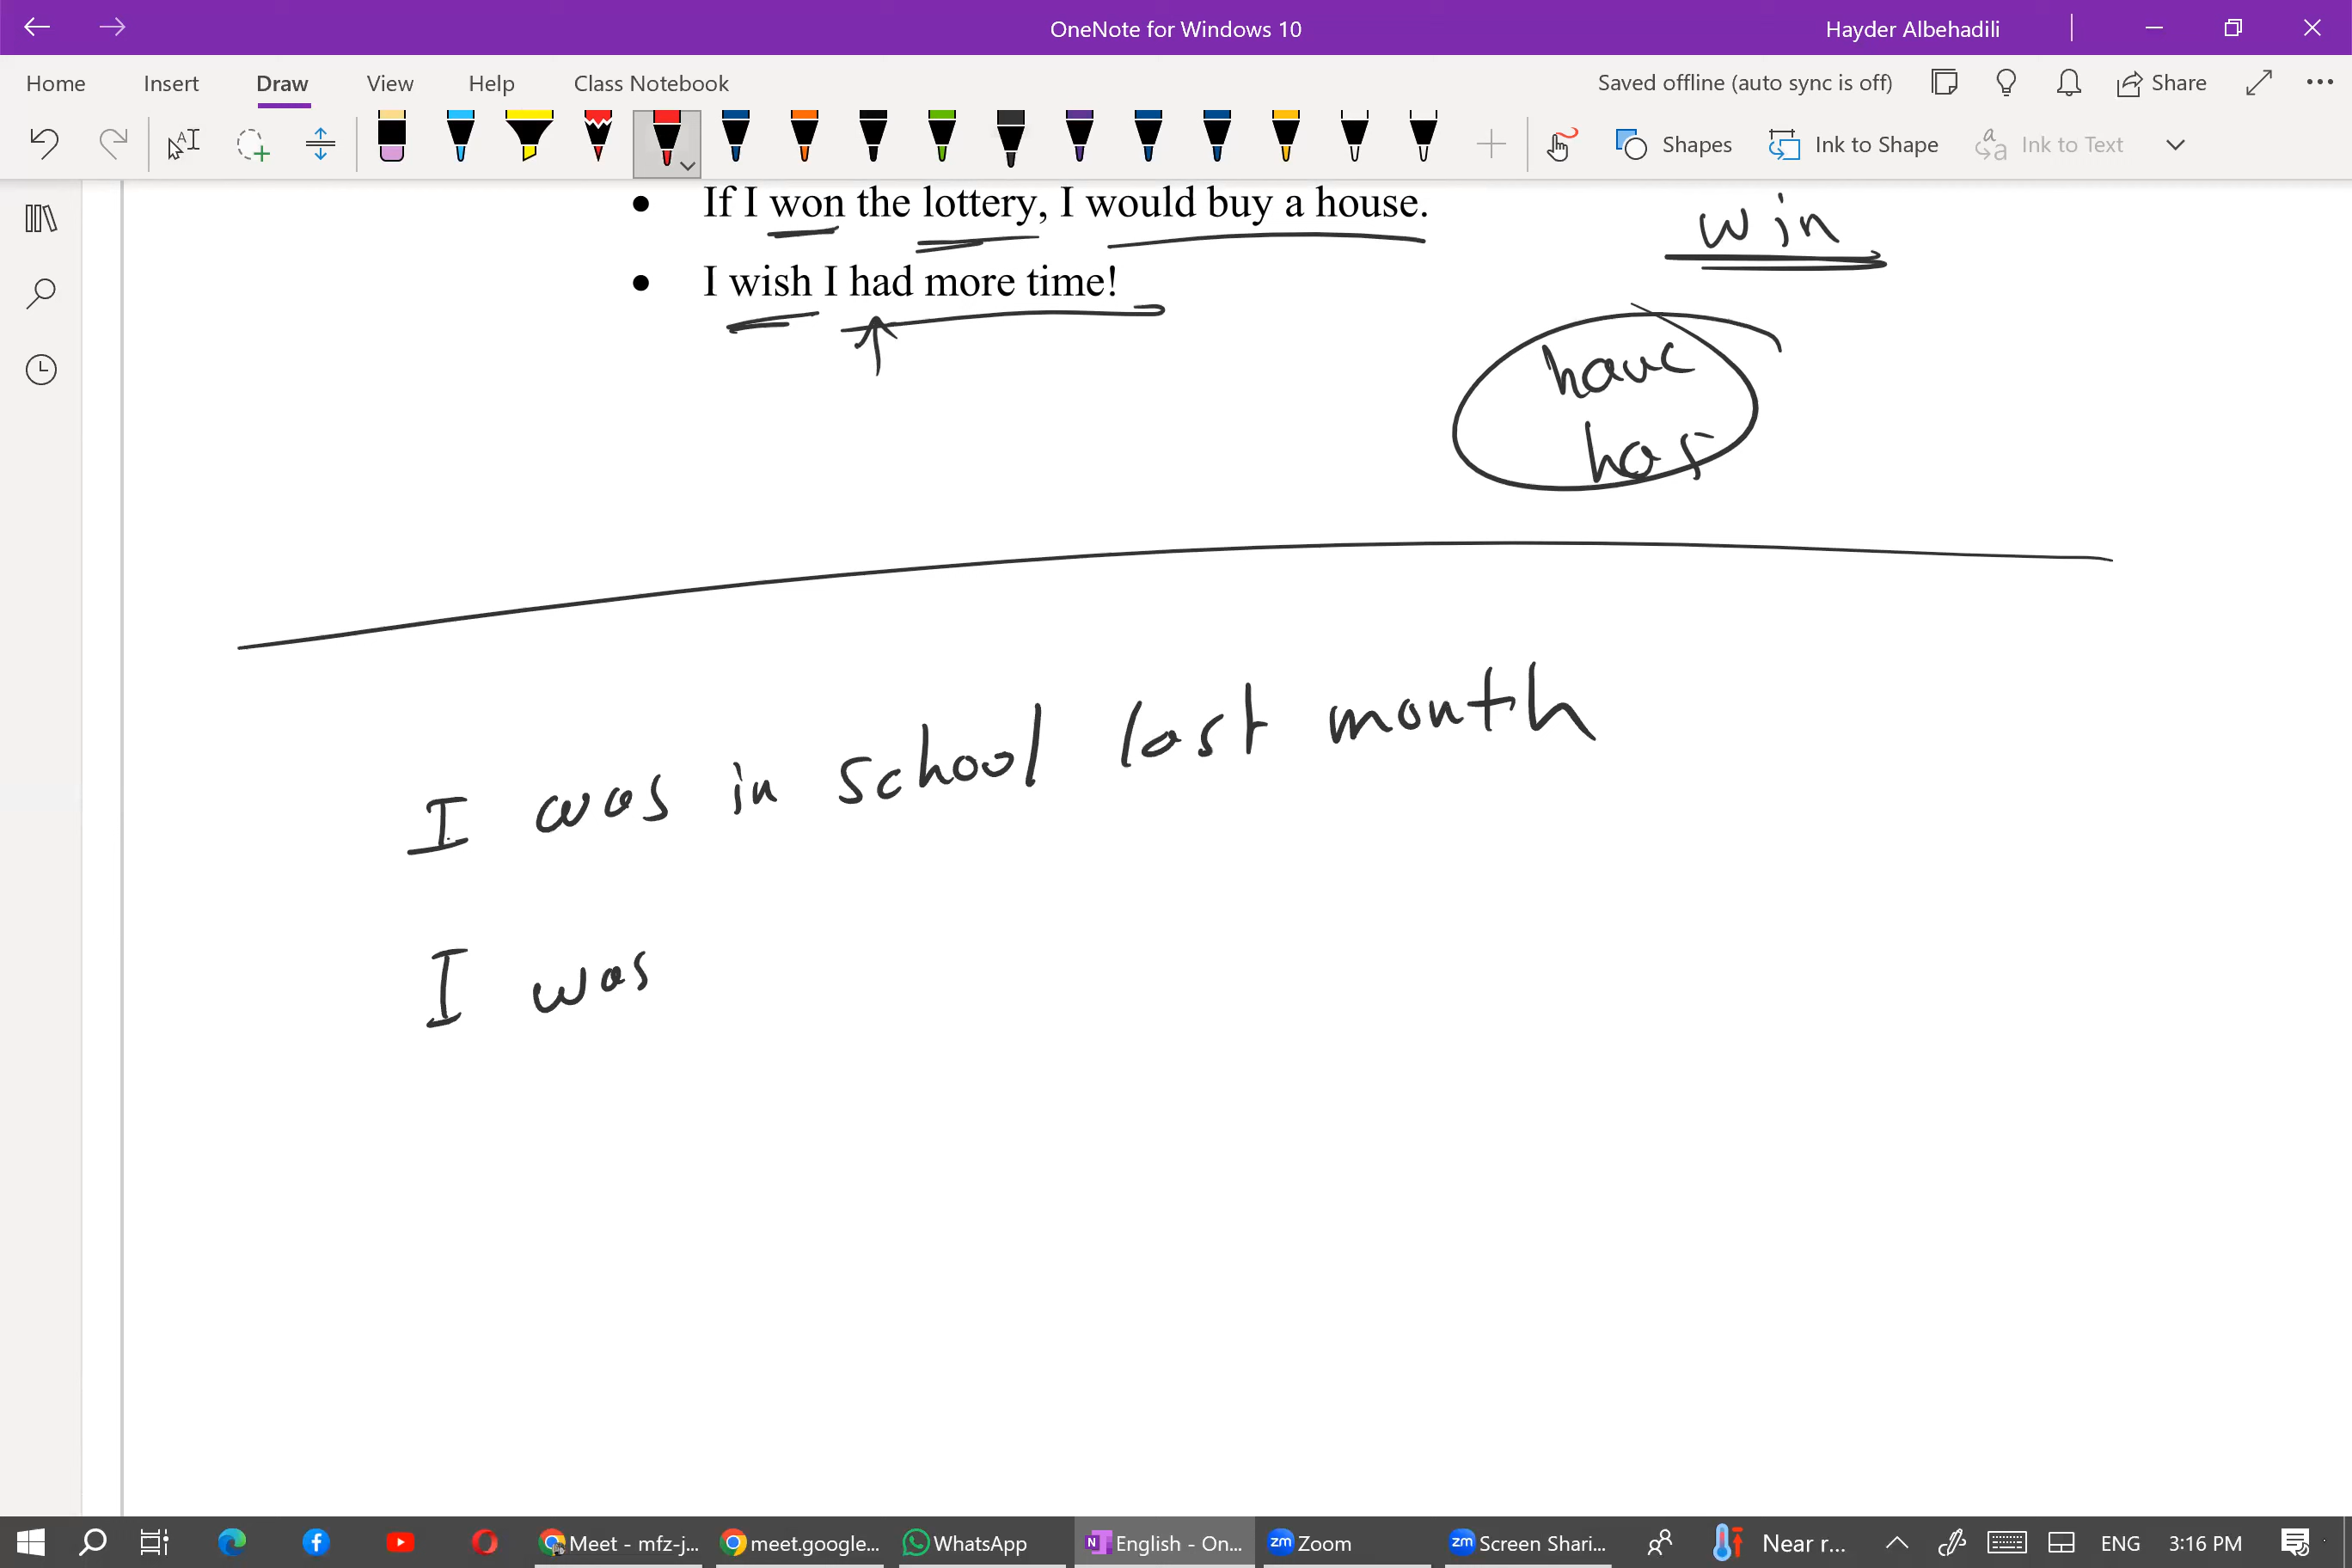 OneNote for Windows 10
Hayder Albehadili
Home Insert Draw View Help Class Notebook
Saved offline (auto sync is off)
Share
Shapes
Ink to Shape
Ink to Text
• If I won the lottery, I would buy a house.
win
• I wish I had more time!
have
has
I was in school last month
I was
Meet - mfz-j...
meet.google...
WhatsApp
English - On...
Zoom
Screen Shari...
Near r...
ENG
3:16 PM